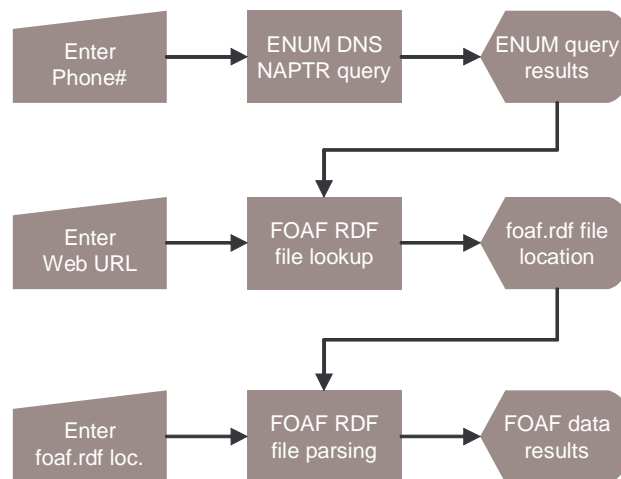 Enter
Phone#
ENUM DNS
NAPTR query
ENUM query
results
Enter
Web URL
FOAF RDF
file lookup
foaf.rdf file
location
Enter
foaf.rdf loc.
FOAF RDF
file parsing
FOAF data
results